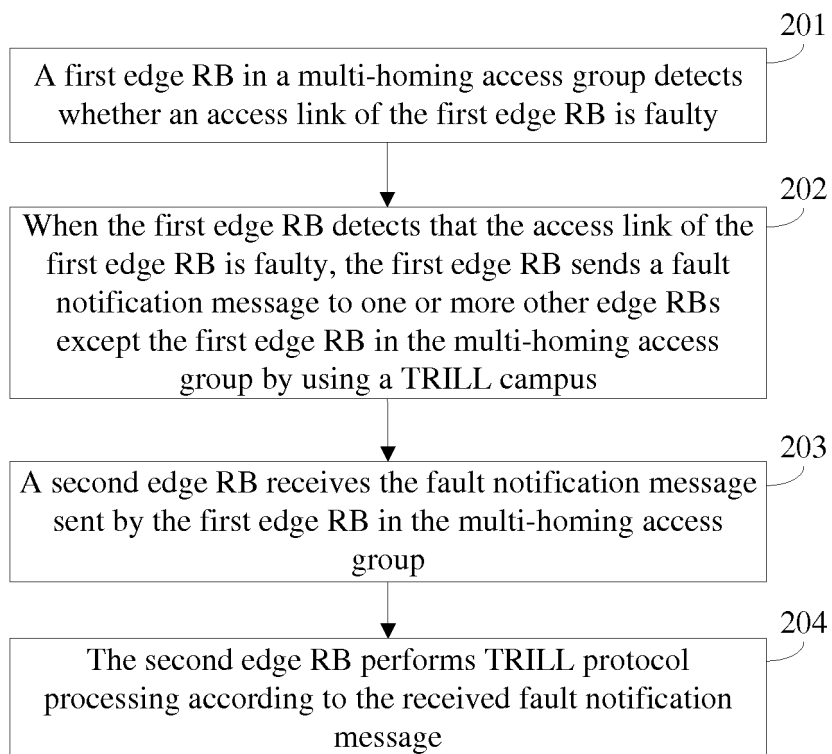 201
A first edge RB in a multi-homing access group detects
whether an access link of the first edge RB is faulty
202
When the first edge RB detects that the access link of the
first edge RB is faulty, the first edge RB sends a fault
notification message to one or more other edge RBs
except the first edge RB in the multi-homing access
group by using a TRILL campus
203
A second edge RB receives the fault notification message
sent by the first edge RB in the multi-homing access
group
204
The second edge RB performs TRILL protocol
processing according to the received fault notification
message